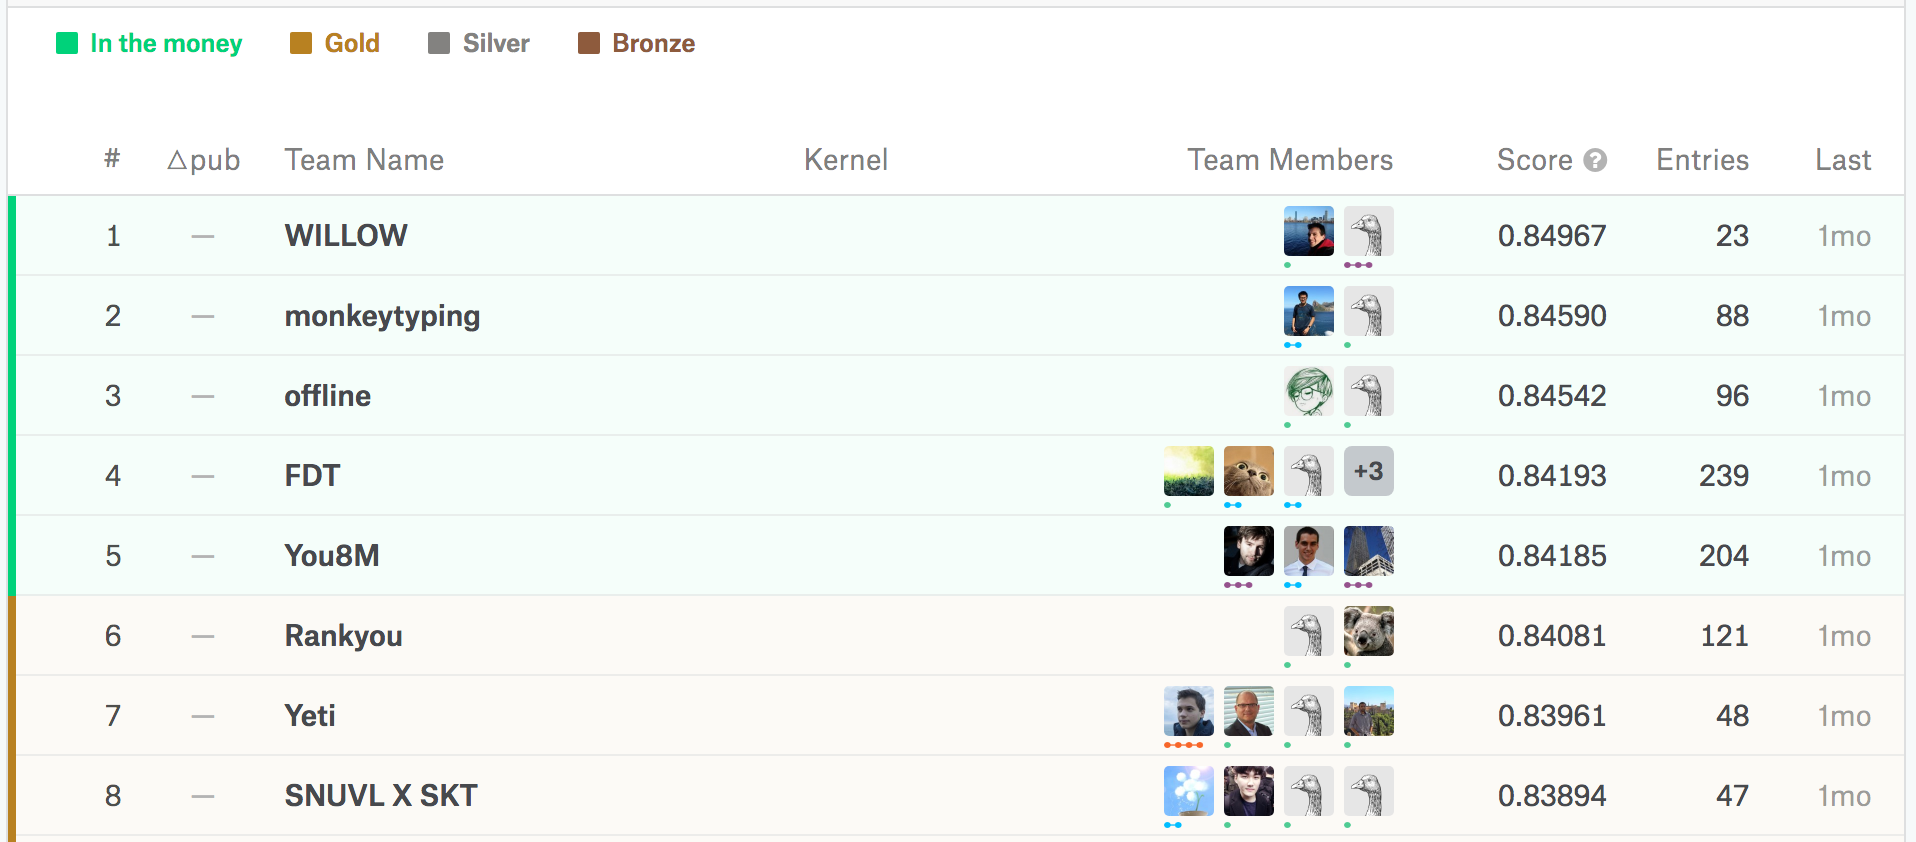 In the money Gold Silver Bronze
# △pub Team Name Kernel Team Members Score ? Entries Last
1 — WILLOW 0.84967 23 1mo
2 — monkeytyping 0.84590 88 1mo
3 — offline 0.84542 96 1mo
4 — FDT +3 0.84193 239 1mo
5 — You8M 0.84185 204 1mo
6 — Rankyou 0.84081 121 1mo
7 — Yeti 0.83961 48 1mo
8 — SNUVL X SKT 0.83894 47 1mo